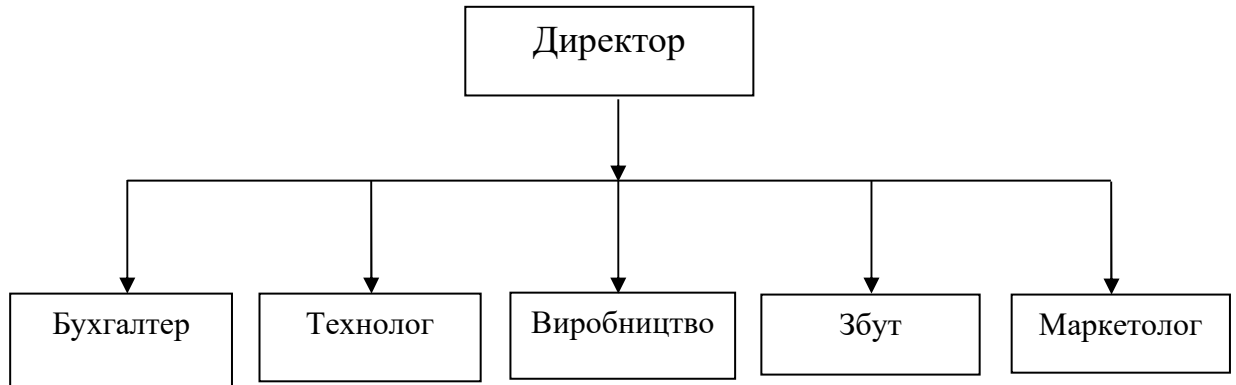 Директор
Бухгалтер
Технолог
Виробництво
Збут
Маркетолог